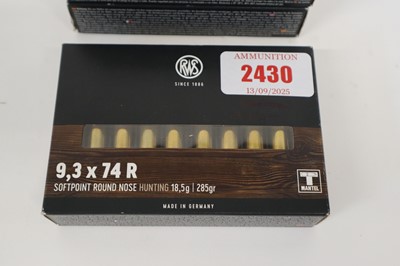 RWS
SINCE 1886
AMMUNITION
2430
13/09/2025
9,3 x 74 R
SOFTPOINT ROUND NOSE HUNTING 18,5g | 285gr
MADE IN GERMANY
T
MANTEL